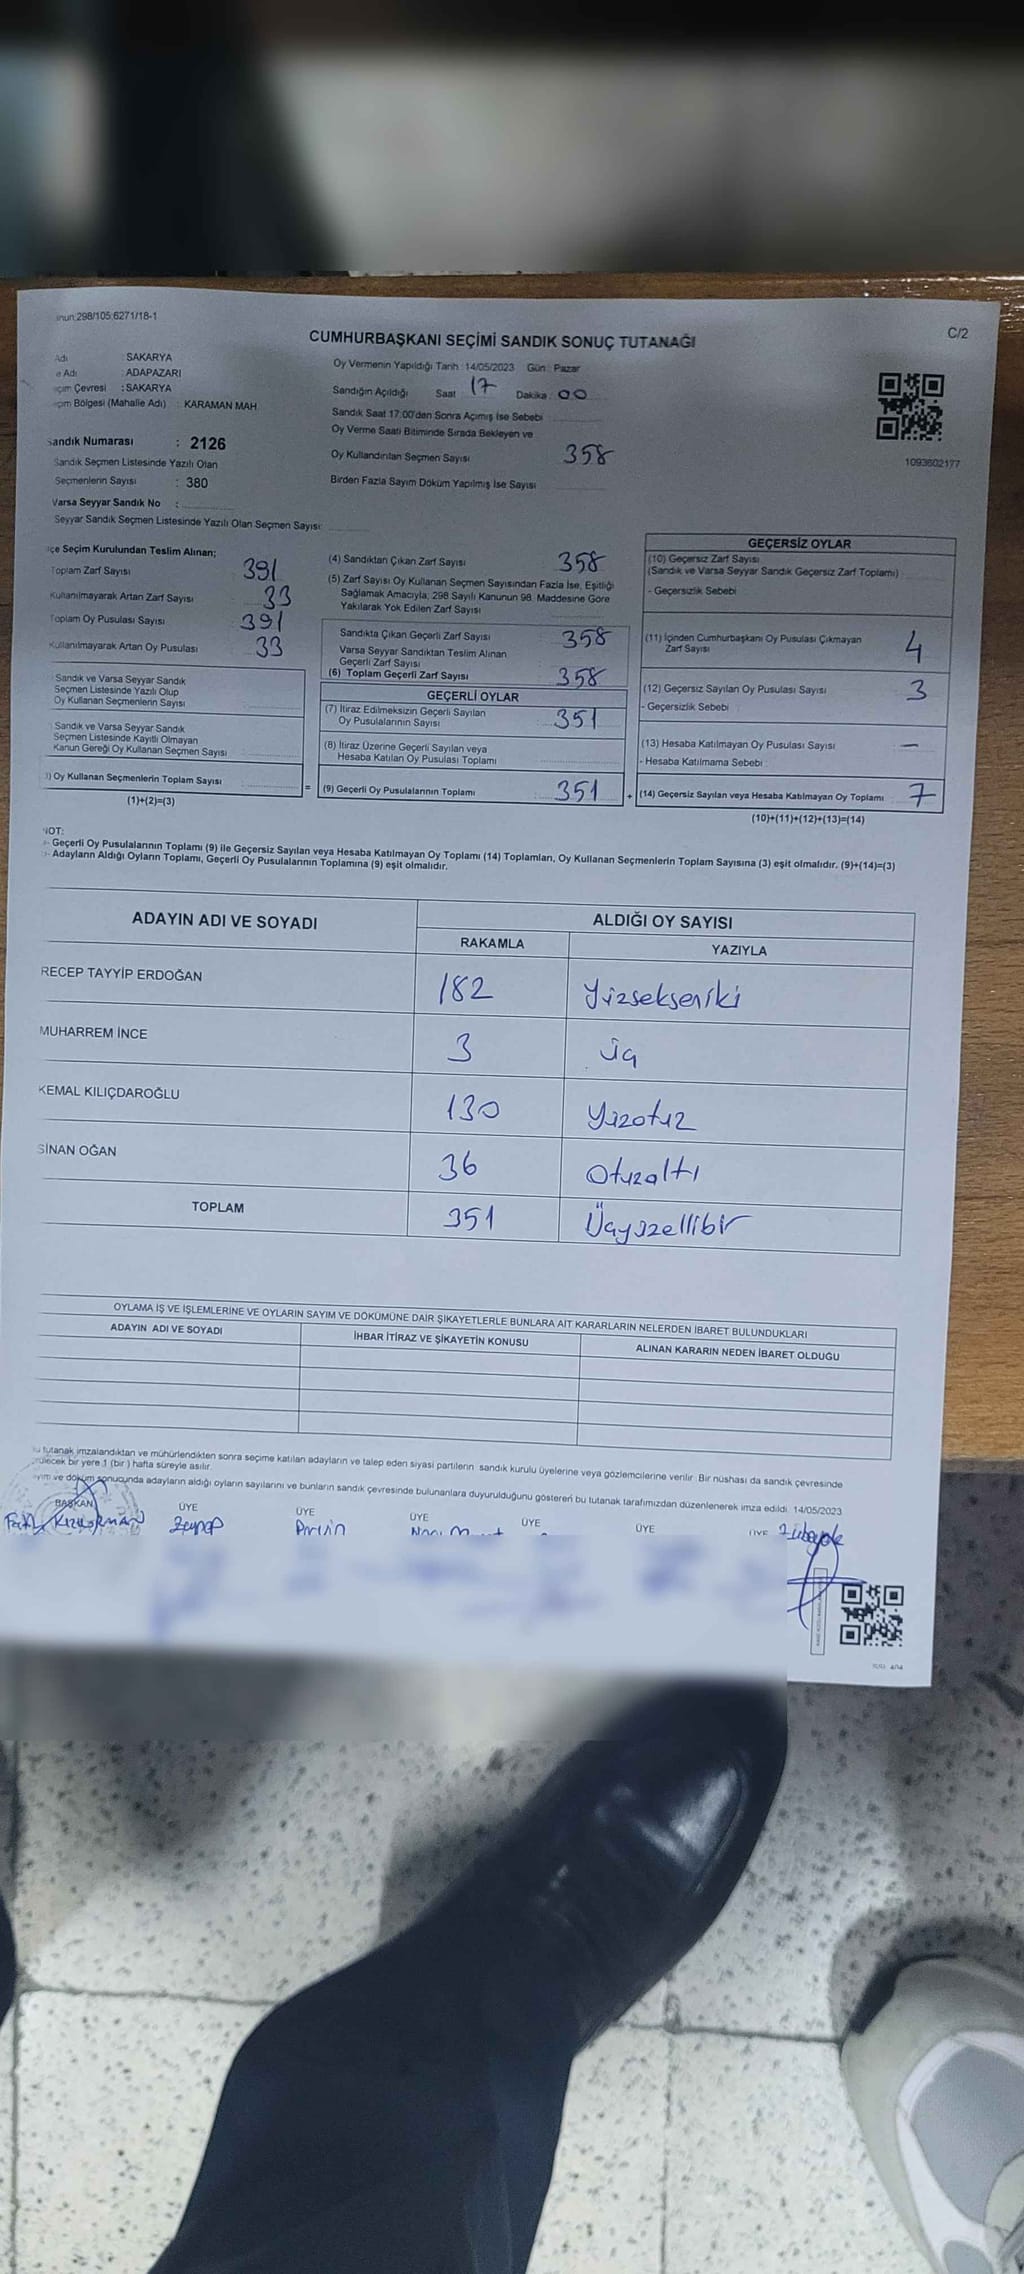 298/105;6271/18-1
C/2
CUMHURBAŞKANI SEÇİMİ SANDIK SONUÇ TUTANAĞI
Adı : SAKARYA
e Adı : ADAPAZARI
eçim Çevresi : SAKARYA
eçim Bölgesi (Mahalle Adı) : KARAMAN MAH.
Oy Vermenin Yapıldığı Tarih : 14/05/2023 Gün : Pazar
Sandığın Açıldığı Saat : 17 Dakika : 00
Sandık Saat 17:00'den Sonra Açımış İse Sebebi :
Oy Verme Saati Bitiminde Sırada Bekleyen ve
Oy Kullandırılan Seçmen Sayısı 358
Birden Fazla Sayım Döküm Yapılmış İse Sayısı
1093602177
Sandık Numarası : 2126
Sandık Seçmen Listesinde Yazılı Olan
Seçmenlerin Sayısı : 380
Varsa Seyyar Sandık No :
Seyyar Sandık Seçmen Listesinde Yazılı Olan Seçmen Sayısı:
çe Seçim Kurulundan Teslim Alınan;
Toplam Zarf Sayısı 391
Kullanılmayarak Artan Zarf Sayısı 33
Toplam Oy Pusulası Sayısı 391
Kullanılmayarak Artan Oy Pusulası 33
Sandık ve Varsa Seyyar Sandık
Seçmen Listesinde Yazılı Olup
Oy Kullanan Seçmenlerin Sayısı
Sandık ve Varsa Seyyar Sandık
Seçmen Listesinde Kayıtlı Olmayan
Kanun Gereği Oy Kullanan Seçmen Sayısı
) Oy Kullanan Seçmenlerin Toplam Sayısı =
(1)+(2)=(3)
(4) Sandıktan Çıkan Zarf Sayısı 358
(5) Zarf Sayısı Oy Kullanan Seçmen Sayısından Fazla İse, Eşitliği
Sağlamak Amacıyla, 298 Sayılı Kanunun 98. Maddesine Göre
Yakılarak Yok Edilen Zarf Sayısı
Sandıkta Çıkan Geçerli Zarf Sayısı 358
Varsa Seyyar Sandıktan Teslim Alınan
Geçerli Zarf Sayısı
(6) Toplam Geçerli Zarf Sayısı 358
GEÇERLİ OYLAR
(7) İtiraz Edilmeksizin Geçerli Sayılan
Oy Pusulalarının Sayısı 351
(8) İtiraz Üzerine Geçerli Sayılan veya
Hesaba Katılan Oy Pusulası Toplamı
(9) Geçerli Oy Pusulalarının Toplamı 351 +
GEÇERSİZ OYLAR
(10) Geçersiz Zarf Sayısı
(Sandık ve Varsa Seyyar Sandık Geçersiz Zarf Toplamı)
- Geçersizlik Sebebi
(11) İçinden Cumhurbaşkanı Oy Pusulası Çıkmayan
Zarf Sayısı 4
(12) Geçersiz Sayılan Oy Pusulası Sayısı 3
- Geçersizlik Sebebi
(13) Hesaba Katılmayan Oy Pusulası Sayısı —
- Hesaba Katılmama Sebebi :
(14) Geçersiz Sayılan veya Hesaba Katılmayan Oy Toplamı 7
(10)+(11)+(12)+(13)=(14)
NOT:
- Geçerli Oy Pusulalarının Toplamı (9) ile Geçersiz Sayılan veya Hesaba Katılmayan Oy Toplamı (14) Toplamları, Oy Kullanan Seçmenlerin Toplam Sayısına (3) eşit olmalıdır. (9)+(14)=(3)
- Adayların Aldığı Oyların Toplamı, Geçerli Oy Pusulalarının Toplamına (9) eşit olmalıdır.
ADAYIN ADI VE SOYADI ALDIĞI OY SAYISI
RAKAMLA YAZIYLA
RECEP TAYYİP ERDOĞAN 182 Yüzsekseniki
MUHARREM İNCE 3 üç
KEMAL KILIÇDAROĞLU 130 Yüzotuz
SİNAN OĞAN 36 Otuzaltı
TOPLAM 351 Üçyüzellibir
OYLAMA İŞ VE İŞLEMLERİNE VE OYLARIN SAYIM VE DÖKÜMÜNE DAİR ŞİKAYETLERLE BUNLARA AİT KARARLARIN NELERDEN İBARET BULUNDUKLARI
ADAYIN ADI VE SOYADI İHBAR İTİRAZ VE ŞİKAYETİN KONUSU ALINAN KARARIN NEDEN İBARET OLDUĞU
u tutanak imzalandıktan ve mühürlendikten sonra seçime katılan adayların ve talep eden siyasi partilerin sandık kurulu üyelerine veya gözlemcilerine verilir. Bir nüshası da sandık çevresinde
rülecek bir yere 1 (bir) hafta süreyle asılır.
ayım ve döküm sonucunda adayların aldığı oyların sayılarını ve bunların sandık çevresinde bulunanlara duyurulduğunu gösteren bu tutanak tarafımızdan düzenlenerek imza edildi. 14/05/2023
BAŞKAN ÜYE ÜYE ÜYE ÜYE ÜYE ÜYE
Zeynep